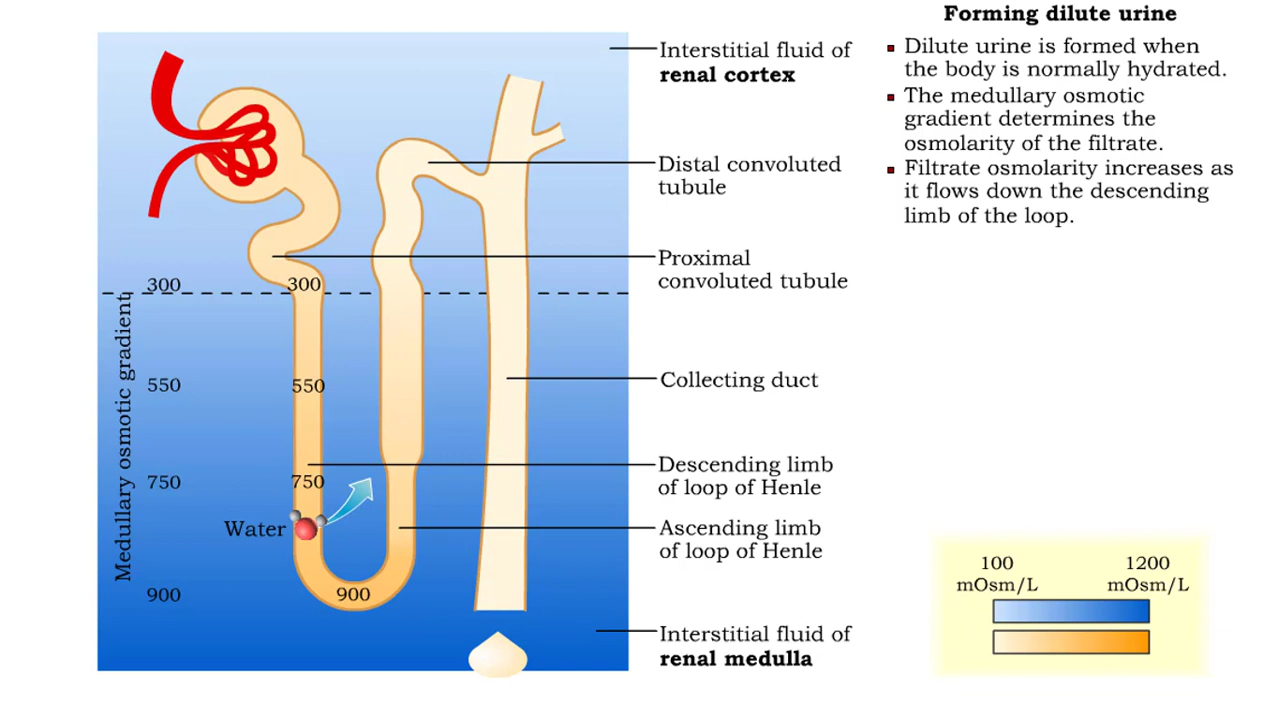 Forming dilute urine
▪ Dilute urine is formed when
the body is normally hydrated.
▪ The medullary osmotic
gradient determines the
osmolarity of the filtrate.
▪ Filtrate osmolarity increases as
it flows down the descending
limb of the loop.
Interstitial fluid of
renal cortex
Distal convoluted
tubule
Proximal
convoluted tubule
Collecting duct
Descending limb
of loop of Henle
Ascending limb
of loop of Henle
Interstitial fluid of
renal medulla
Medullary osmotic gradient
300
300
550
550
750
750
Water
900
900
100
mOsm/L
1200
mOsm/L